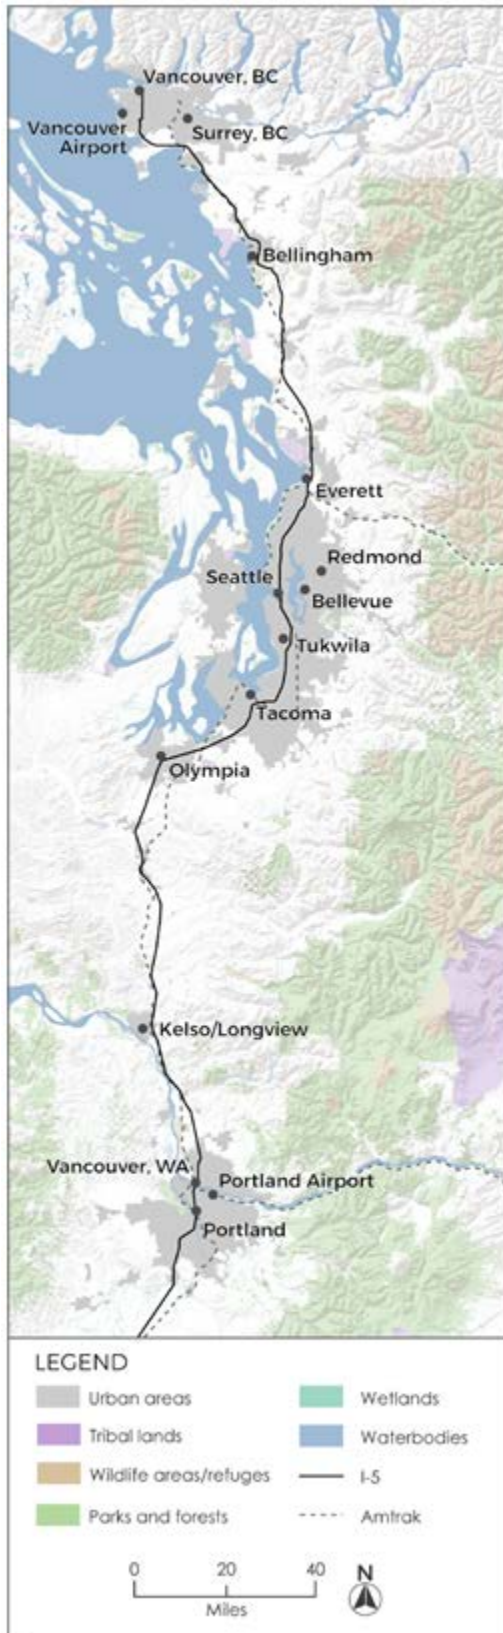 Vancouver, BC
Vancouver
Airport
Surrey, BC
Bellingham
Everett
Redmond
Seattle
Bellevue
Tukwila
Tacoma
Olympia
Kelso/Longview
Vancouver, WA
Portland Airport
Portland
LEGEND
Urban areas
Wetlands
Tribal lands
Waterbodies
Wildlife areas/refuges
I-5
Parks and forests
Amtrak
0 20 40
Miles
N